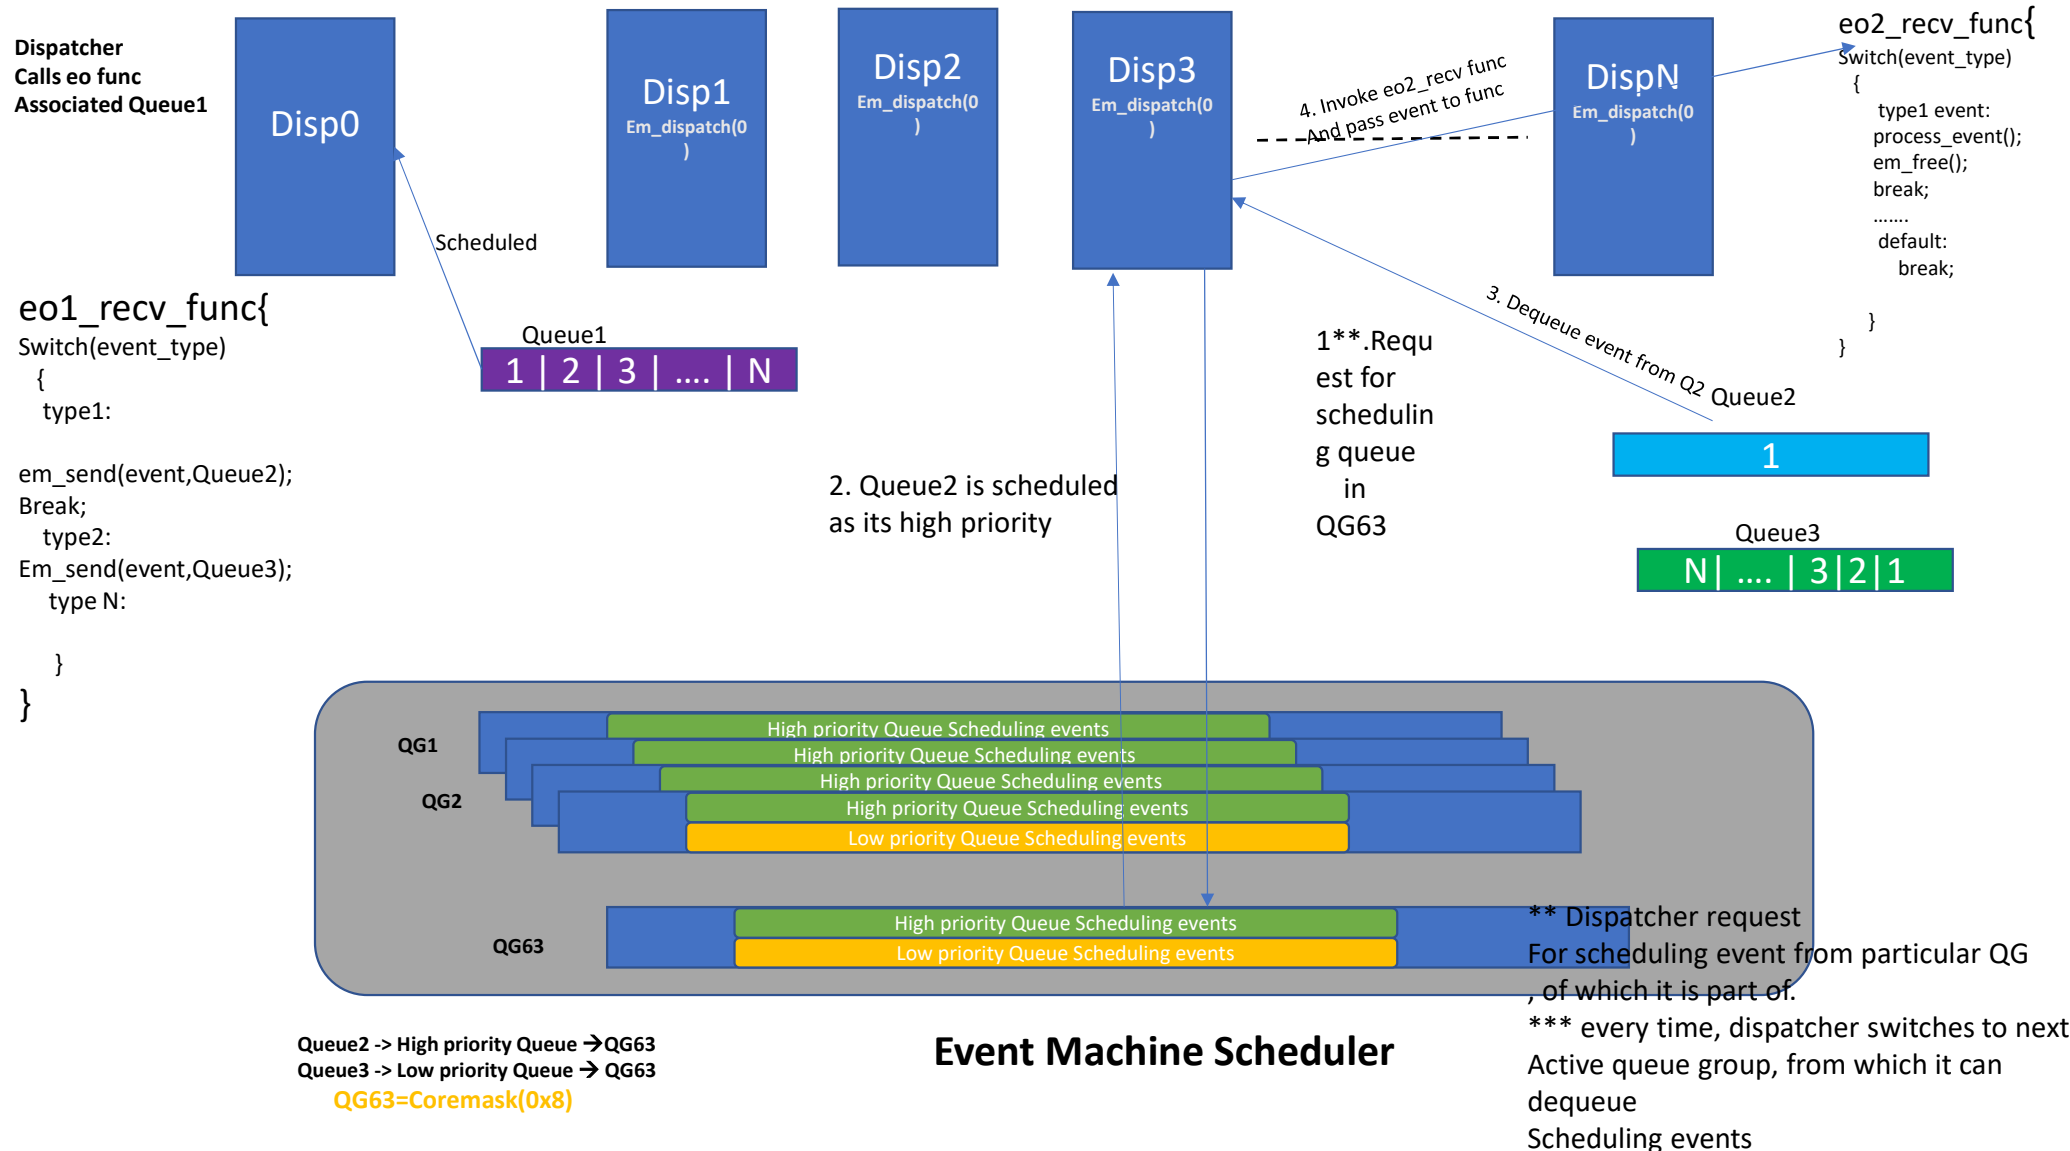 Dispatcher
Calls eo func
Associated Queue1
Disp0
Disp1
Em_dispatch(0
)
Disp2
Em_dispatch(0
)
Disp3
Em_dispatch(0
)
4. Invoke eo2_recv func
And pass event to func
DispN
Em_dispatch(0
)
eo2_recv_func{
Switch(event_type)
{
type1 event:
process_event();
em_free();
break;
…….
default:
break;
}
}
Scheduled
eo1_recv_func{
Switch(event_type)
{
type1:
em_send(event,Queue2);
Break;
type2:
Em_send(event,Queue3);
type N:
}
}
Queue1
1 | 2 | 3 | …. | N
2. Queue2 is scheduled
as its high priority
1**.Requ
est for
schedulin
g queue
in
QG63
3. Dequeue event from Q2
Queue2
1
Queue3
N| …. | 3|2|1
QG1
High priority Queue Scheduling events
High priority Queue Scheduling events
High priority Queue Scheduling events
QG2
High priority Queue Scheduling events
Low priority Queue Scheduling events
QG63
High priority Queue Scheduling events
Low priority Queue Scheduling events
Queue2 -> High priority Queue →QG63
Queue3 -> Low priority Queue → QG63
QG63=Coremask(0x8)
Event Machine Scheduler
** Dispatcher request
For scheduling event from particular QG
, of which it is part of.
*** every time, dispatcher switches to next
Active queue group, from which it can
dequeue
Scheduling events